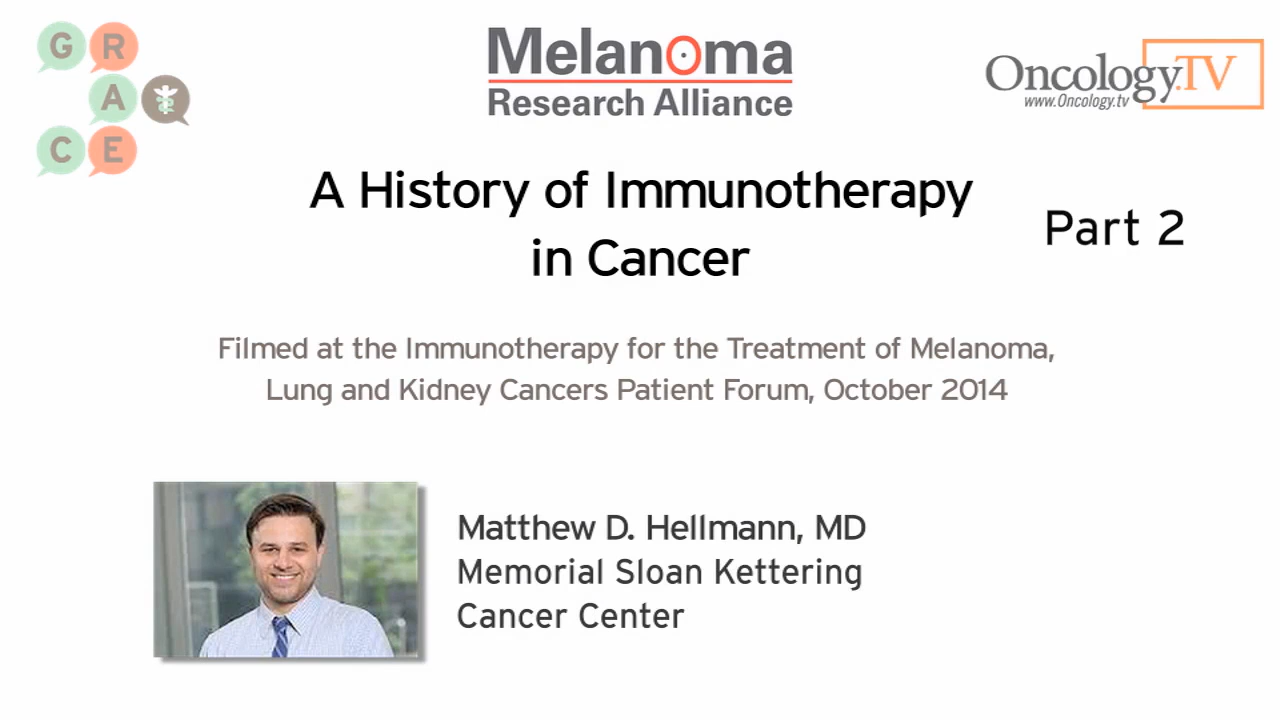 G R
A
C E
Melanoma
Research Alliance
Oncology.TV
www.Oncology.tv
A History of Immunotherapy
in Cancer
Part 2
Filmed at the Immunotherapy for the Treatment of Melanoma,
Lung and Kidney Cancers Patient Forum, October 2014
Matthew D. Hellmann, MD
Memorial Sloan Kettering
Cancer Center